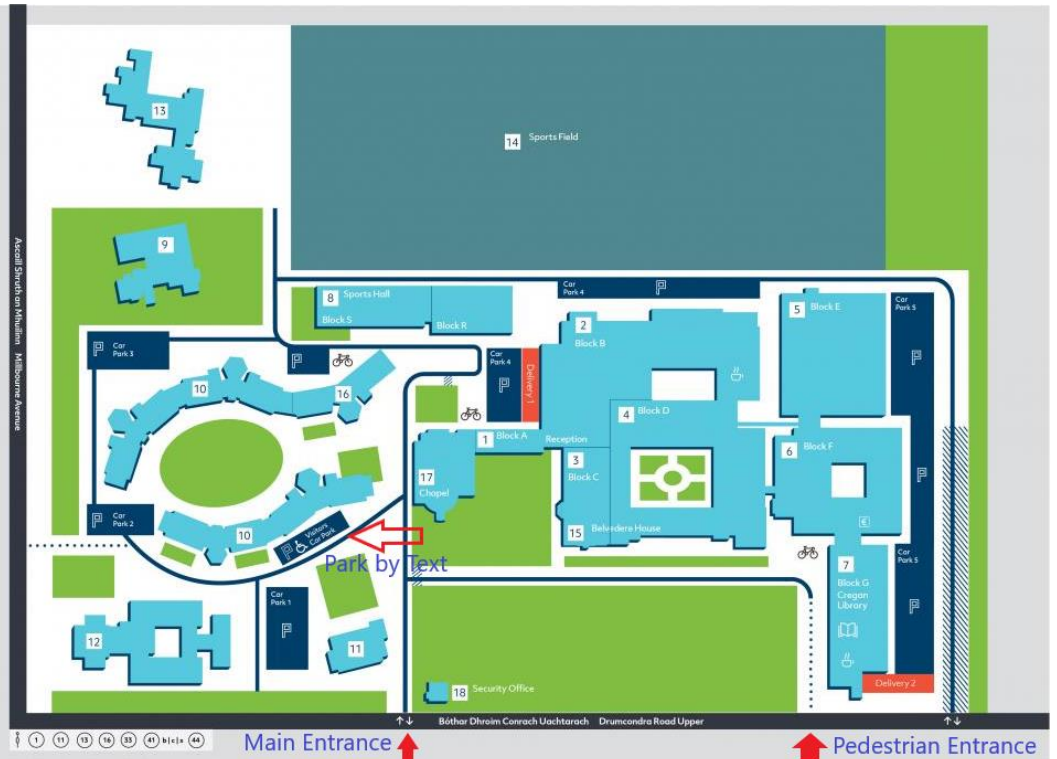 13
14 Sports Field
9
Ascaill Shruth an Mhuilinn Millbourne Avenue
Car
Park 4
P
8 Sports Hall
Block S
Block R
2
Block B
5 Block E
Car
Park 5
P
P
Car
Park 3
P
Car
Park 4
P
Delivery 1
10
16
4 Block D
1 Block A
Reception
3
Block C
6 Block F
P
17
Chapel
€
15 Belvedere House
P
Car
Park 2
10
P
Visitors
Car Park
Park by Text
7
Block G
Cregan
Library
Car
Park 5
P
Car
Park 1
P
12
11
18 Security Office
Delivery 2
↑↓ Bóthar Dhroim Conrach Uachtarach Drumcondra Road Upper ↑↓
1 11 13 16 33 41 b|c|x 44
Main Entrance
Pedestrian Entrance